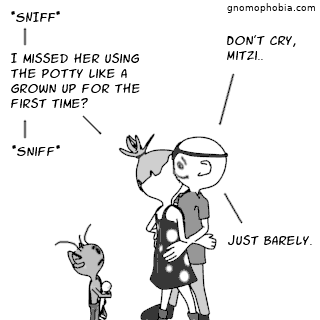 gnomophobia.com
*SNIFF*
I MISSED HER USING
THE POTTY LIKE A
GROWN UP FOR THE
FIRST TIME?
*SNIFF*
DON'T CRY,
MITZI..
JUST BARELY.